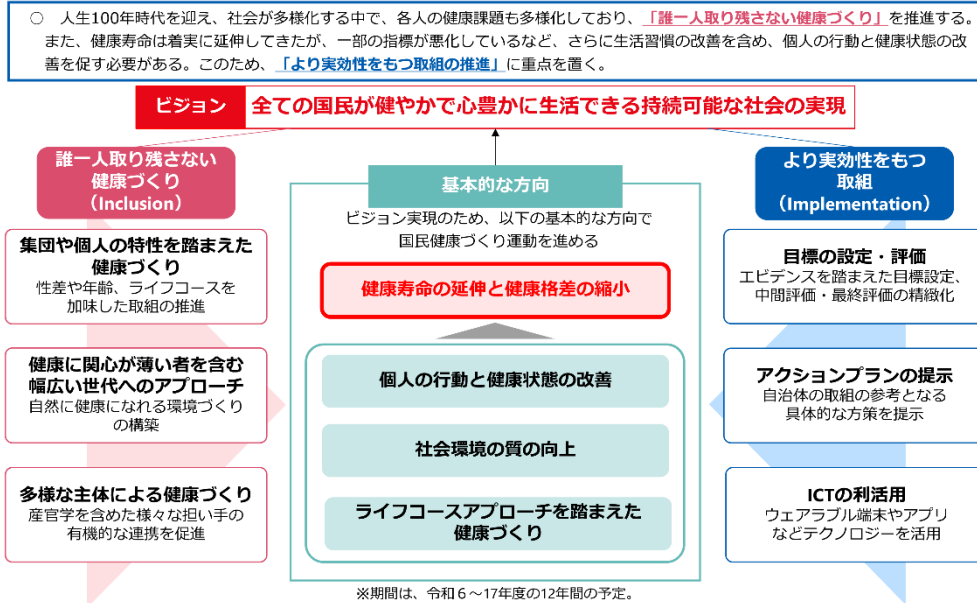 ○　人生100年時代を迎え、社会が多様化する中で、各人の健康課題も多様化しており、「誰一人取り残さない健康づくり」を推進する。
また、健康寿命は着実に延伸してきたが、一部の指標が悪化しているなど、さらに生活習慣の改善を含め、個人の行動と健康状態の改
善を促す必要がある。このため、「より実効性をもつ取組の推進」に重点を置く。
ビジョン　全ての国民が健やかで心豊かに生活できる持続可能な社会の実現
誰一人取り残さない
健康づくり
（Inclusion）
集団や個人の特性を踏まえた
健康づくり
性差や年齢、ライフコースを
加味した取組の推進
健康に関心が薄い者を含む
幅広い世代へのアプローチ
自然に健康になれる環境づくり
の構築
多様な主体による健康づくり
産官学を含めた様々な担い手の
有機的な連携を促進
基本的な方向
ビジョン実現のため、以下の基本的な方向で
国民健康づくり運動を進める
健康寿命の延伸と健康格差の縮小
個人の行動と健康状態の改善
社会環境の質の向上
ライフコースアプローチを踏まえた
健康づくり
※期間は、令和６～17年度の12年間の予定。
より実効性をもつ
取組
（Implementation）
目標の設定・評価
エビデンスを踏まえた目標設定、
中間評価・最終評価の精緻化
アクションプランの提示
自治体の取組の参考となる
具体的な方策を提示
ICTの利活用
ウェアラブル端末やアプリ
などテクノロジーを活用